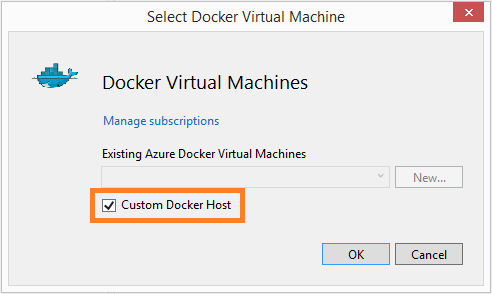 Select Docker Virtual Machine
Docker Virtual Machines
Manage subscriptions
Existing Azure Docker Virtual Machines
New...
Custom Docker Host
OK
Cancel